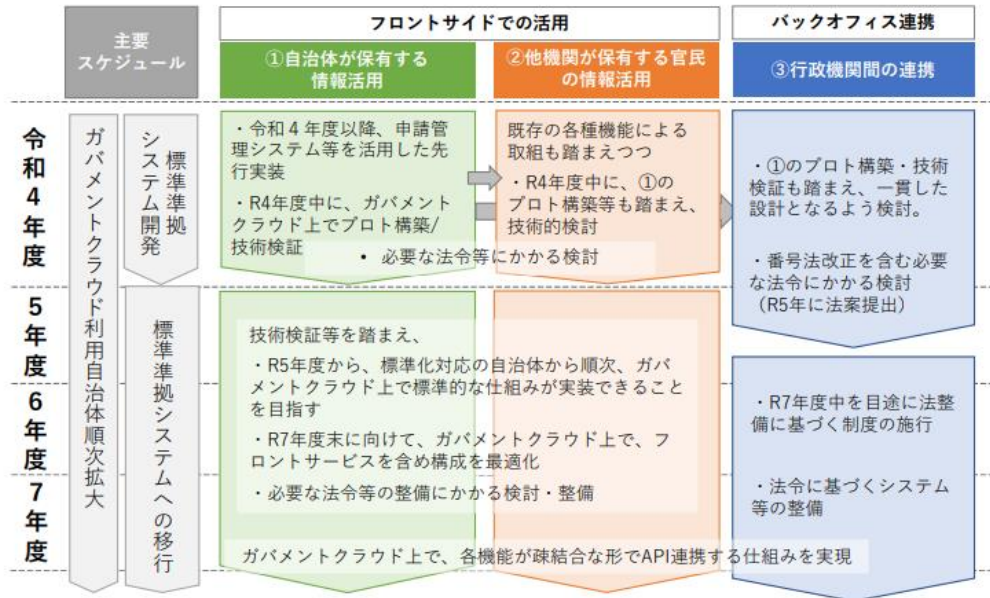 主要
スケジュール
フロントサイドでの活用
バックオフィス連携
①自治体が保有する
情報活用
②他機関が保有する官民
の情報活用
③行政機関間の連携
令和4年度
5年度
6年度
7年度
ガバメントクラウド利用自治体順次拡大
標準準拠
システム開発
標準準拠システムへの移行
・令和４年度以降、申請管
理システム等を活用した先
行実装
・R4年度中に、ガバメント
クラウド上でプロト構築/
技術検証
既存の各種機能による
取組も踏まえつつ
・R4年度中に、①の
プロト構築等も踏まえ、
技術的検討
• 必要な法令等にかかる検討
・①のプロト構築・技術
検証も踏まえ、一貫した
設計となるよう検討。
・番号法改正を含む必要
な法令にかかる検討
（R5年に法案提出）
技術検証等を踏まえ、
・R5年度から、標準化対応の自治体から順次、ガバ
メントクラウド上で標準的な仕組みが実装できること
を目指す
・R7年度末に向けて、ガバメントクラウド上で、フ
ロントサービスを含め構成を最適化
・必要な法令等の整備にかかる検討・整備
ガバメントクラウド上で、各機能が疎結合な形でAPI連携する仕組みを実現
・R7年度中を目途に法整
備に基づく制度の施行
・法令に基づくシステム
等の整備